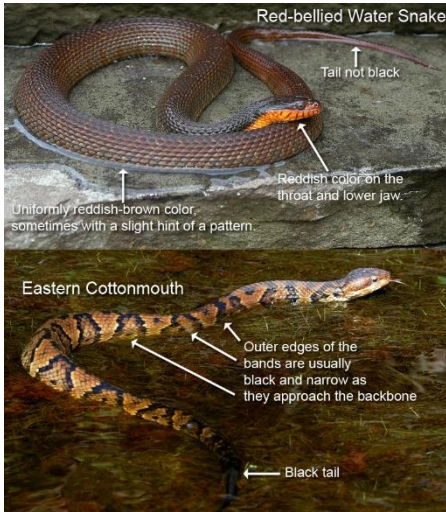 Red-bellied Water Snake
Tail not black
Reddish color on the
throat and lower jaw.
Uniformly reddish-brown color,
sometimes with a slight hint of a pattern.
Eastern Cottonmouth
Outer edges of the
bands are usually
black and narrow as
they approach the backbone
Black tail